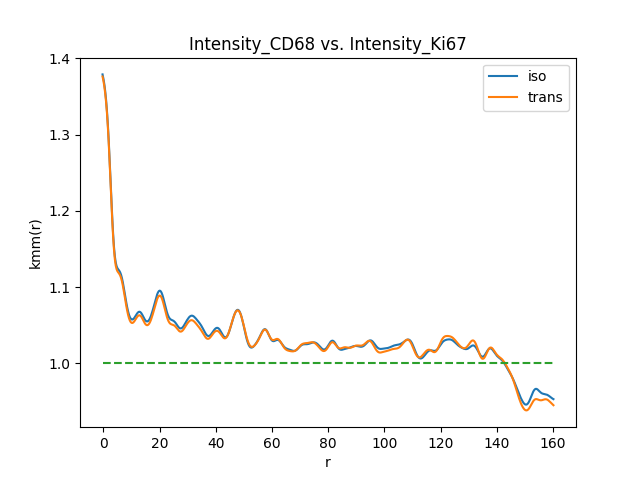 Intensity_CD68 vs. Intensity_Ki67
iso
trans
kmm(r)
1.4
1.3
1.2
1.1
1.0
0 20 40 60 80 100 120 140 160
r